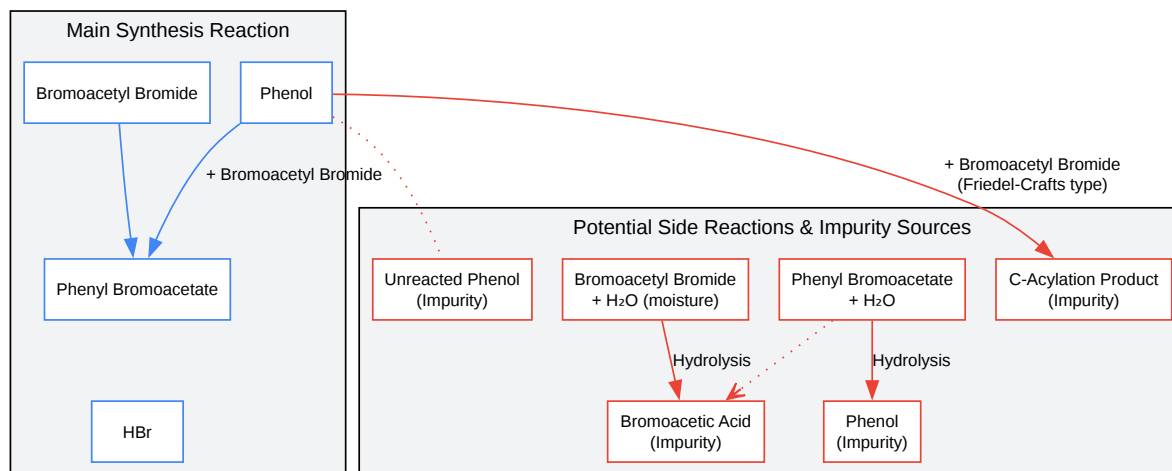 Main Synthesis Reaction
Bromoacetyl Bromide
Phenol
+ Bromoacetyl Bromide
Phenyl Bromoacetate
HBr
+ Bromoacetyl Bromide
(Friedel-Crafts type)
Potential Side Reactions & Impurity Sources
Unreacted Phenol
(Impurity)
Bromoacetyl Bromide
+ H₂O (moisture)
Phenyl Bromoacetate
+ H₂O
C-Acylation Product
(Impurity)
Hydrolysis
Hydrolysis
Bromoacetic Acid
(Impurity)
Phenol
(Impurity)